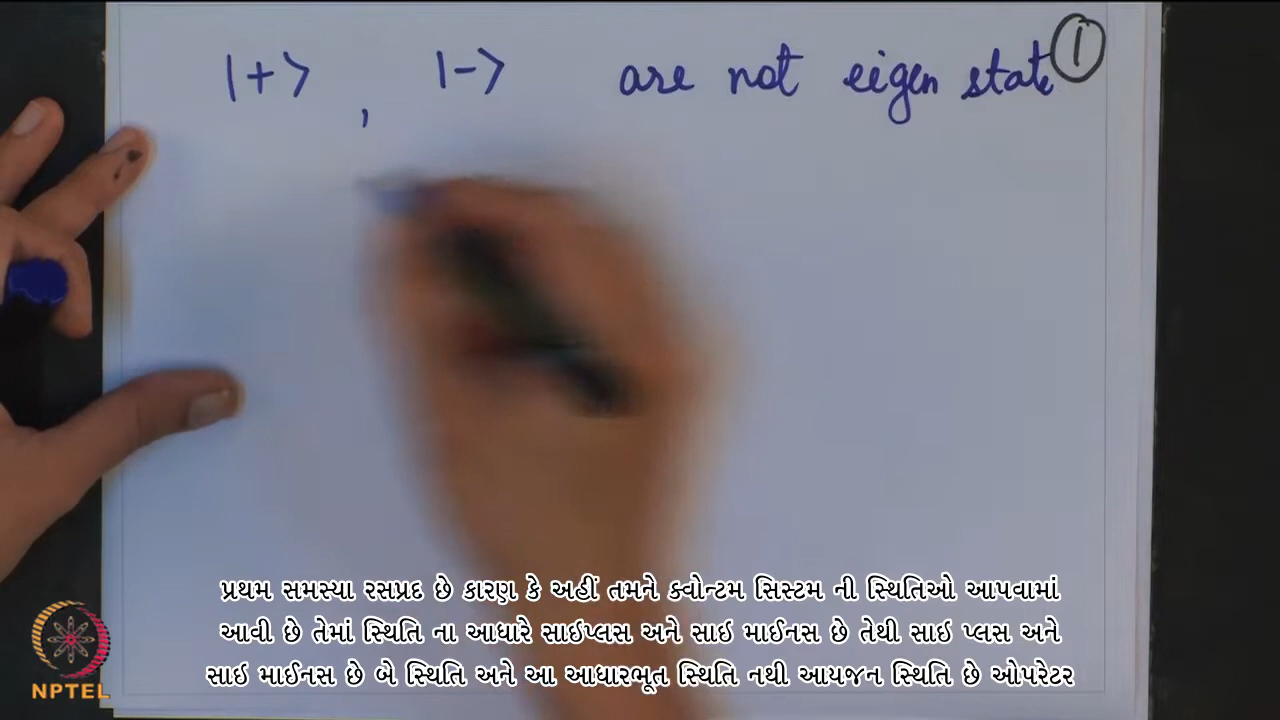 |+> , |-> are not eigen state ①
પ્રથમ સમસ્યા રસપ્રદ છે કારણ કે અહીં તમને ક્વોન્ટમ સિસ્ટમ ની સ્થિતિઓ આપવામાં
આવી છે તેમાં સ્થિતિ ના આધારે સાઇપ્લસ અને સાઇ માઈનસ છે તેથી સાઇ પ્લસ અને
સાઇ માઈનસ છે બે સ્થિતિ અને આ આધારભૂત સ્થિતિ નથી આયજન સ્થિતિ છે ઓપરેટર
NPTEL